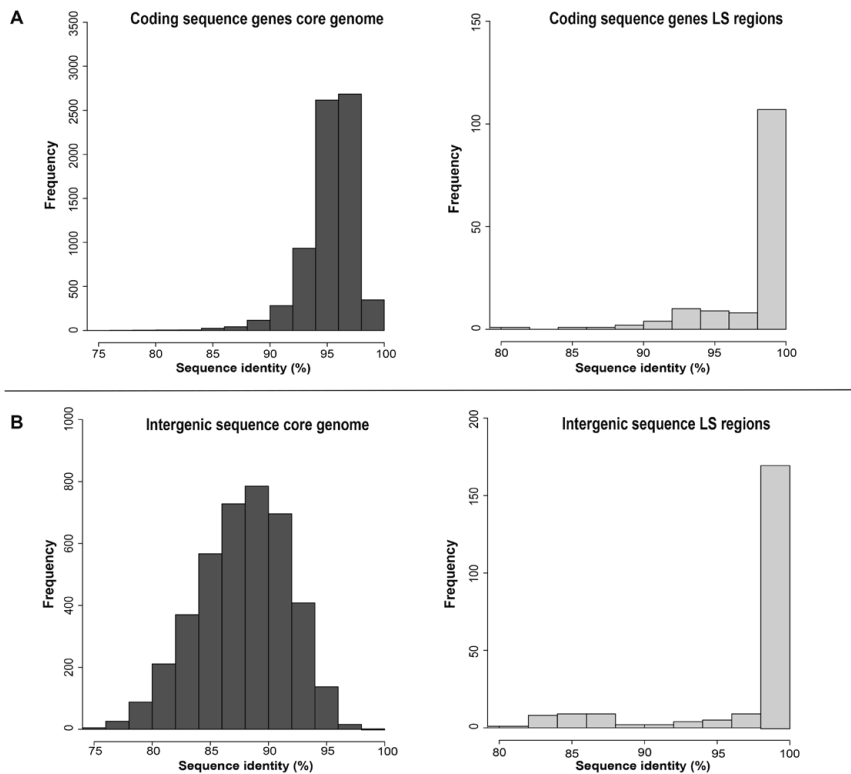 A
Coding sequence genes core genome
Frequency
3500
3000
2500
2000
1500
1000
500
0
75 80 85 90 95 100
Sequence identity (%)
Coding sequence genes LS regions
Frequency
150
100
50
0
80 85 90 95 100
Sequence identity (%)
B
Intergenic sequence core genome
Frequency
1000
800
600
400
200
0
75 80 85 90 95 100
Sequence identity (%)
Intergenic sequence LS regions
Frequency
200
150
100
50
0
80 85 90 95 100
Sequence identity (%)